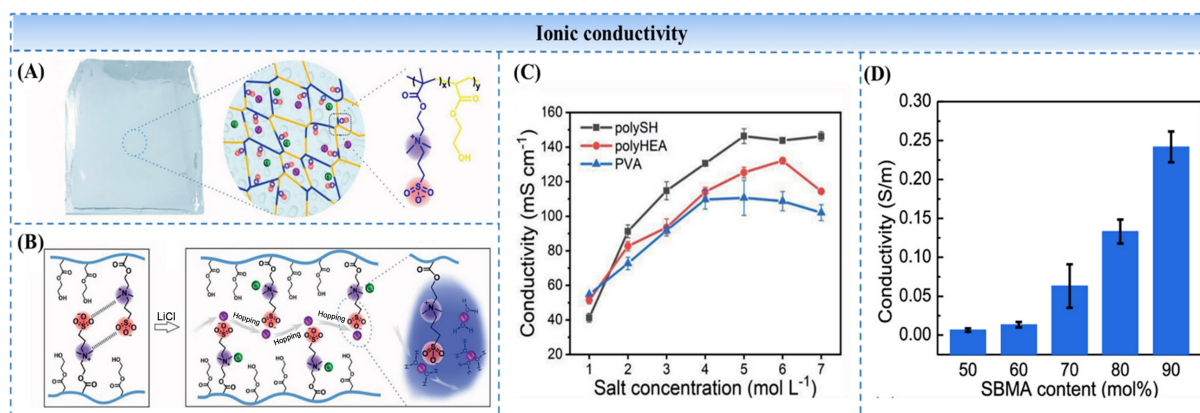 Ionic conductivity
(A)
(B)
LiCl
Hopping
Hopping
Hopping
(C)
160
140
120
100
80
60
40
polySH
polyHEA
PVA
Conductivity (mS cm⁻¹)
1 2 3 4 5 6 7
Salt concentration (mol L⁻¹)
(D)
0.30
0.25
0.20
0.15
0.10
0.05
0.00
Conductivity (S/m)
50 60 70 80 90
SBMA content (mol%)